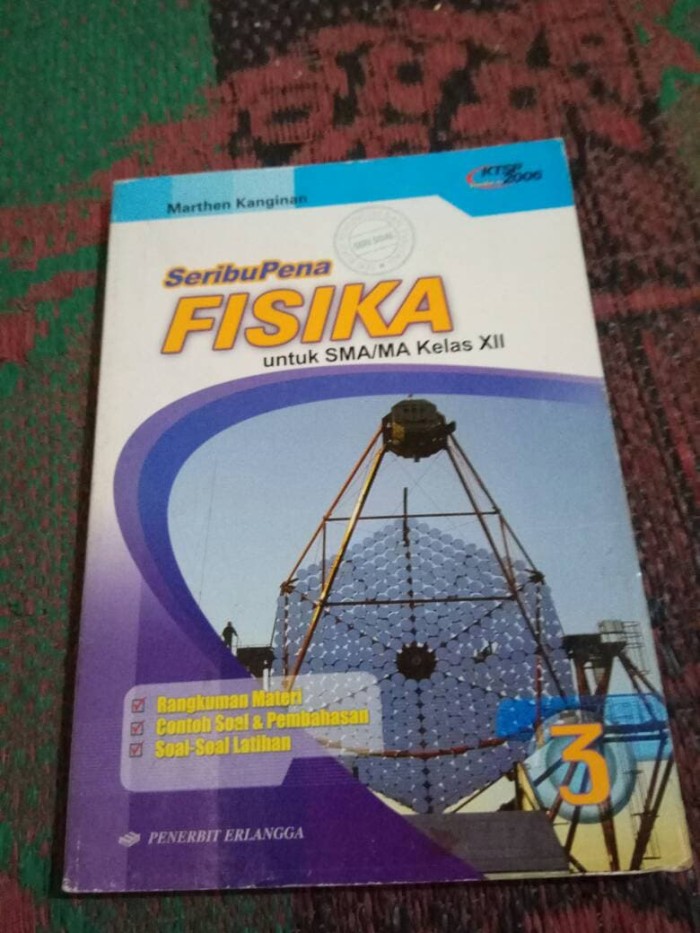 Marthen Kanginan
KTSP
2006
SeribuPena
FISIKA
untuk SMA/MA Kelas XII
Rangkuman Materi
Contoh Soal & Pembahasan
Soal-Soal Latihan
3
PENERBIT ERLANGGA